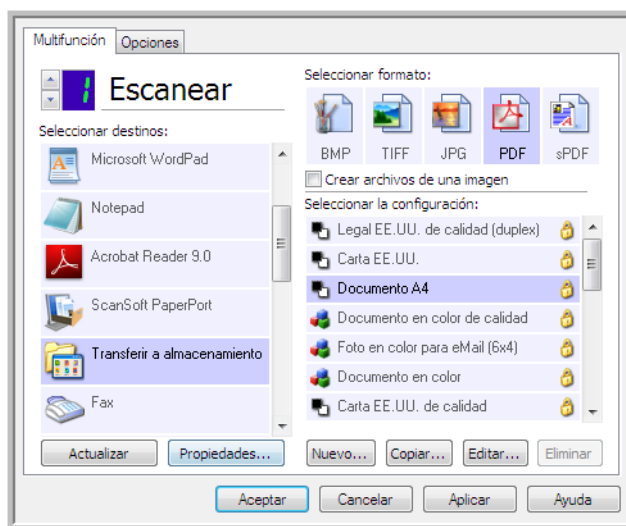 Multifunción
Opciones
1 Escanear
Seleccionar destinos:
Microsoft WordPad
Notepad
Acrobat Reader 9.0
ScanSoft PaperPort
Transferir a almacenamiento
Fax
Actualizar
Propiedades...
Seleccionar formato:
BMP TIFF JPG PDF sPDF
Crear archivos de una imagen
Seleccionar la configuración:
Legal EE.UU. de calidad (duplex)
Carta EE.UU.
Documento A4
Documento en color de calidad
Foto en color para eMail (6x4)
Documento en color
Carta EE.UU. de calidad
Nuevo... Copiar... Editar... Eliminar
Aceptar Cancelar Aplicar Ayuda